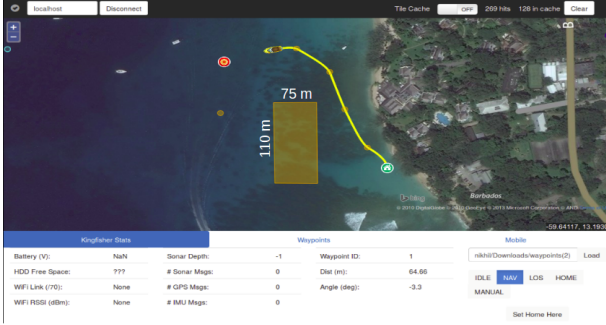 localhost Disconnect Tile Cache OFF 269 hits 128 in cache Clear
+
−
75 m
110 m
bing
Barbados
-59.64117, 13.1930
Kingfisher Stats Waypoints Mobile
Battery (V): NaN Sonar Depth: -1 Waypoint ID: 1 nikhil/Downloads/waypoints(2) Load
HDD Free Space: ??? # Sonar Msgs: 0 Dist (m): 64.66
WiFi Link (/70): None # GPS Msgs: 0 Angle (deg): -3.3
IDLE NAV LOS HOME
WiFi RSSI (dBm): None # IMU Msgs: 0
MANUAL
Set Home Here